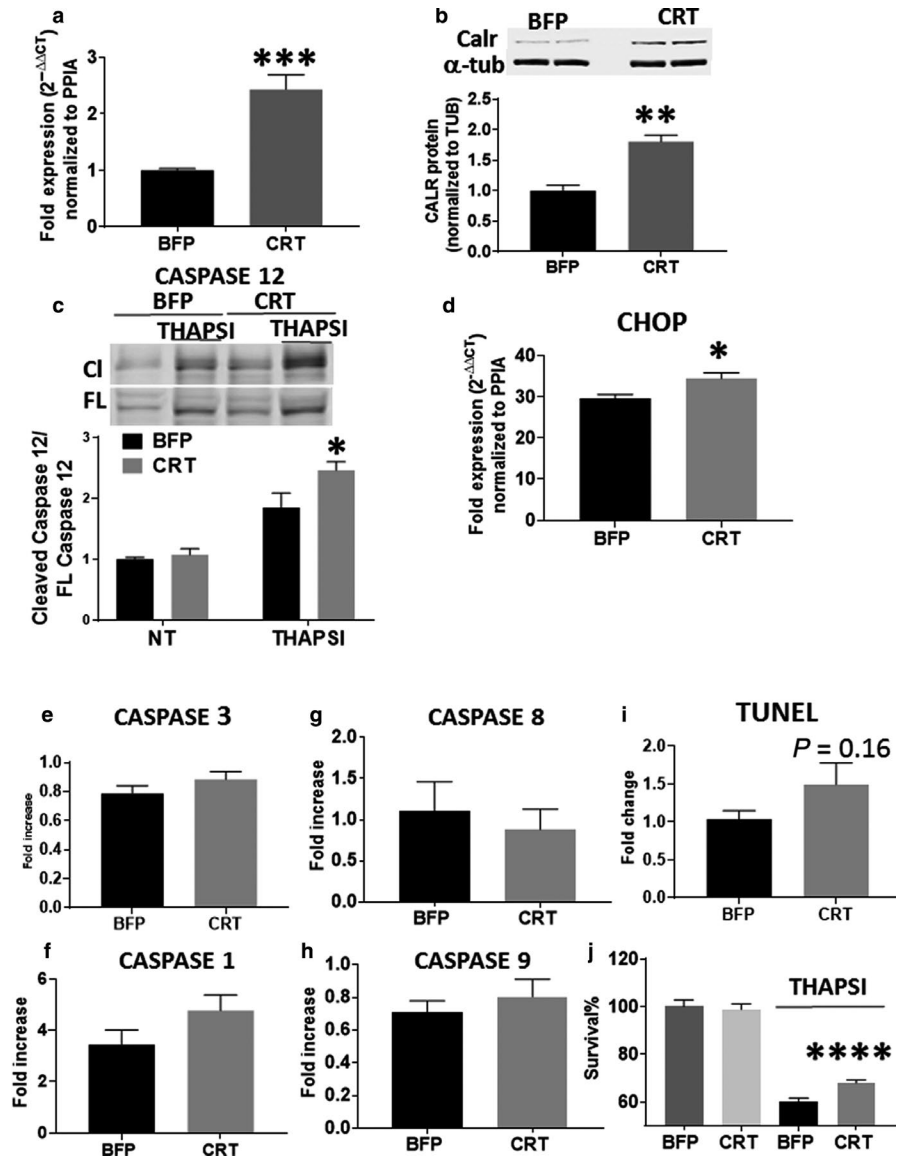 a
Fold expression (2−ΔΔCT)
normalized to PPIA
3
2
1
0
***
BFP
CRT
b
BFP
CRT
Calr
α-tub
CALR protein
(normalized to TUB)
2.5
2.0
1.5
1.0
0.5
0.0
**
BFP
CRT
CASPASE 12
c
BFP
CRT
THAPSI
THAPSI
Cl
FL
Cleaved Caspase 12/
FL Caspase 12
3
2
1
0
BFP
CRT
*
NT
THAPSI
d
CHOP
Fold expression (2-ΔΔCT)
normalized to PPIA
40
30
20
10
0
*
BFP
CRT
e
CASPASE 3
Fold increase
1.0
0.8
0.6
0.4
0.2
0.0
BFP
CRT
g
CASPASE 8
Fold increase
2.0
1.5
1.0
0.5
0.0
BFP
CRT
i
TUNEL
P = 0.16
Fold change
2.0
1.5
1.0
0.5
0.0
BFP
CRT
f
CASPASE 1
Fold increase
6
4
2
0
BFP
CRT
h
CASPASE 9
Fold increase
1.0
0.8
0.6
0.4
0.2
0.0
BFP
CRT
j
Survival%
120
100
80
60
THAPSI
****
BFP
CRT
BFP
CRT